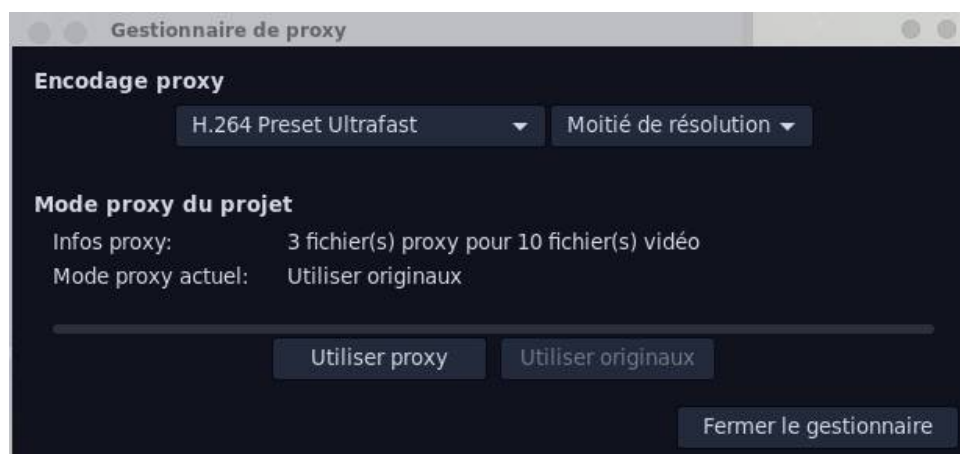 Gestionnaire de proxy
Encodage proxy
H.264 Preset Ultrafast Moitié de résolution
Mode proxy du projet
Infos proxy: 3 fichier(s) proxy pour 10 fichier(s) vidéo
Mode proxy actuel: Utiliser originaux
Utiliser proxy Utiliser originaux
Fermer le gestionnaire